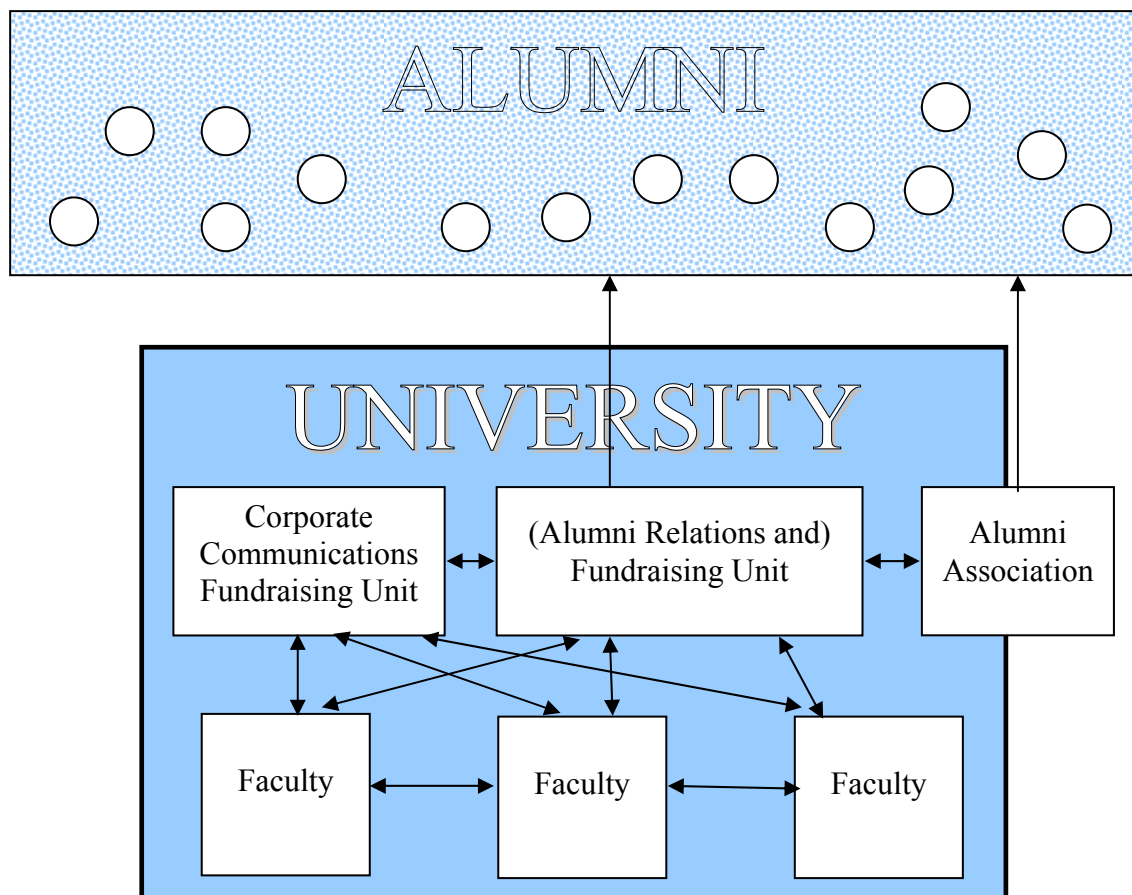 ALUMNI
UNIVERSITY
Corporate
Communications
Fundraising Unit
(Alumni Relations and)
Fundraising Unit
Alumni
Association
Faculty
Faculty
Faculty